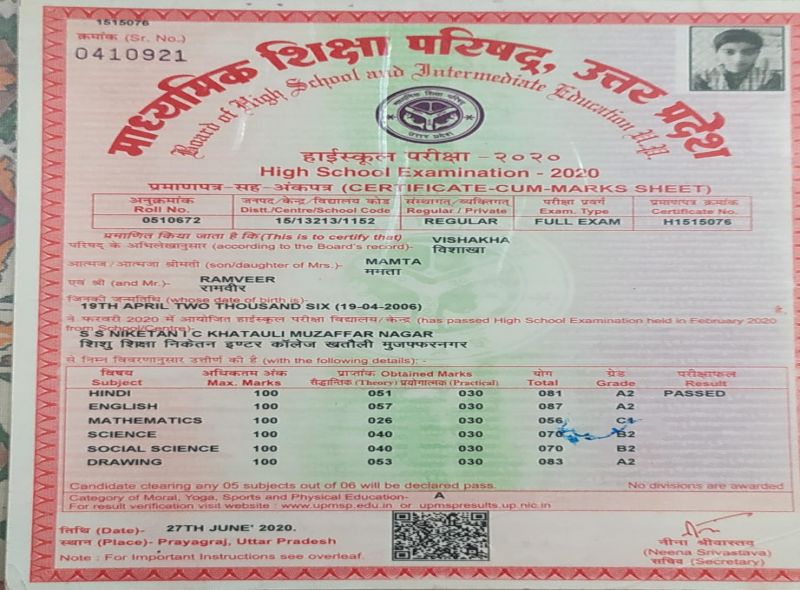 1515076
क्रमांक (Sr. No.)
0410921
माध्यमिक शिक्षा परिषद्, उत्तर प्रदेश
Board of High School and Intermediate Education U.P.
माध्यमिक शिक्षा परिषद्
उत्तर प्रदेश
हाईस्कूल परीक्षा -२०२०
High School Examination - 2020
प्रमाणपत्र-सह-अंकपत्र (CERTIFICATE-CUM-MARKS SHEET)
अनुक्रमांक जनपद/केन्द्र/विद्यालय कोड संस्थागत/व्यक्तिगत परीक्षा प्रवर्ग प्रमाणपत्र क्रमांक
Roll No. Distt./Centre/School Code Regular / Private Exam. Type Certificate No.
0510672 15/13213/1152 REGULAR FULL EXAM H1515076
प्रमाणित किया जाता है कि(This is to certify that) VISHAKHA
परिषद के अभिलेखानुसार (according to the Board's record)- विशाखा
आत्मज/आत्मजा श्रीमती (son/daughter of Mrs.)- MAMTA
ममता
एवं श्री (and Mr.)- RAMVEER
रामवीर
जिनकी जन्मतिथि (whose date of birth is)-
19TH APRIL TWO THOUSAND SIX (19-04-2006) है,
ने फरवरी 2020 में आयोजित हाईस्कूल परीक्षा विद्यालय/केन्द्र (has passed High School Examination held in February 2020
from School/Centre)-
S S NIKETAN I C KHATAULI MUZAFFAR NAGAR
शिशु शिक्षा निकेतन इण्टर कॉलेज खतौली मुजफ्फरनगर
से निम्न विवरणानुसार उत्तीर्ण की है (with the following details): -
विषय अधिकतम अंक प्राप्तांक Obtained Marks योग ग्रेड परीक्षाफल
Subject Max. Marks सैद्धान्तिक (Theory) प्रयोगात्मक (Practical) Total Grade Result
HINDI 100 051 030 081 A2 PASSED
ENGLISH 100 057 030 087 A2
MATHEMATICS 100 026 030 056 C1
SCIENCE 100 040 030 070 B2
SOCIAL SCIENCE 100 040 030 070 B2
DRAWING 100 053 030 083 A2
Candidate clearing any 05 subjects out of 06 will be declared pass. No divisions are awarded
Category of Moral, Yoga, Sports and Physical Education- A
For result verification visit website : www.upmsp.edu.in or upmspresults.up.nic.in
तिथि (Date)- 27TH JUNE' 2020.
स्थान (Place)- Prayagraj, Uttar Pradesh
Note : For Important Instructions see overleaf.
नीना श्रीवास्तव
(Neena Srivastava)
सचिव (Secretary)